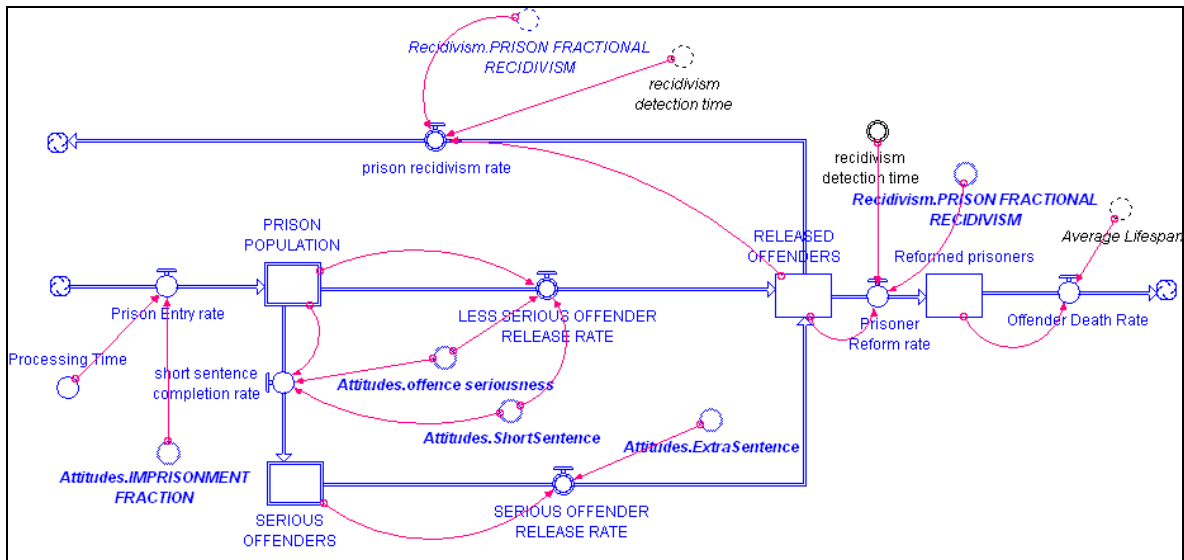 Recidivism.PRISON FRACTIONAL
RECIDIVISM
recidivism
detection time
prison recidivism rate
recidivism
detection time
Recidivism.PRISON FRACTIONAL
RECIDIVISM
PRISON
POPULATION
RELEASED
OFFENDERS
Reformed prisoners
Average Lifespan
Prison Entry rate
LESS SERIOUS OFFENDER
RELEASE RATE
Prisoner
Reform rate
Offender Death Rate
Processing Time
short sentence
completion rate
Attitudes.offence seriousness
Attitudes.ShortSentence
Attitudes.ExtraSentence
Attitudes.IMPRISONMENT
FRACTION
SERIOUS
OFFENDERS
SERIOUS OFFENDER
RELEASE RATE